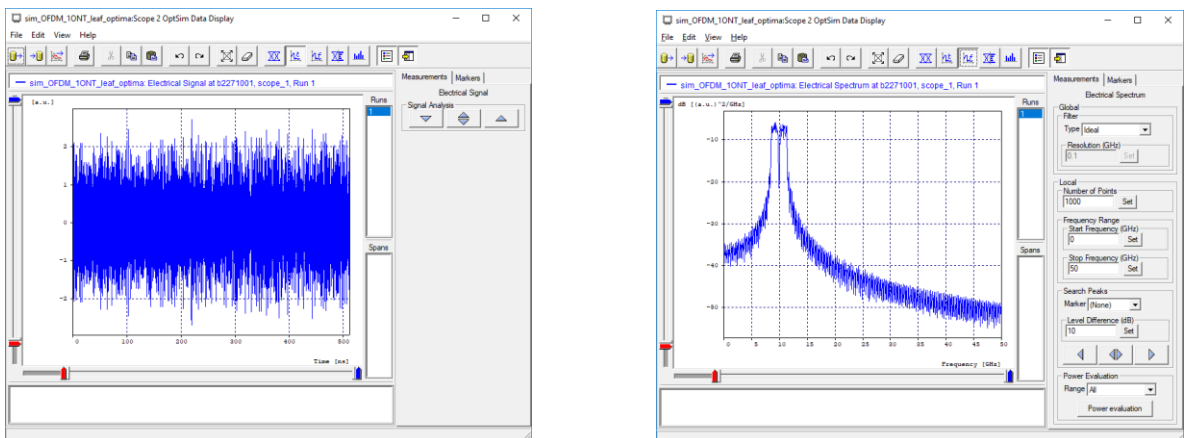 sim_OFDM_1ONT_leaf_optima:Scope 2 OptSim Data Display
File Edit View Help
sim_OFDM_1ONT_leaf_optima: Electrical Signal at b2271001, scope_1, Run 1
[a.u.]
2
1
0
-1
-2
0 100 200 300 400 500
Time [ns]
Runs
1
Spans
Measurements Markers
Electrical Signal
Signal Analysis
sim_OFDM_1ONT_leaf_optima:Scope 2 OptSim Data Display
File Edit View Help
sim_OFDM_1ONT_leaf_optima: Electrical Spectrum at b2271001, scope_1, Run 1
dB [(a.u.)^2/GHz]
-10
-20
-30
-40
-50
0 5 10 15 20 25 30 35 40 45 50
Frequency [GHz]
Runs
1
Spans
Measurements Markers
Electrical Spectrum
Global
Filter
Type Ideal
Resolution (GHz)
0.1 Set
Local
Number of Points
1000 Set
Frequency Range
Start Frequency (GHz)
0 Set
Stop Frequency (GHz)
50 Set
Search Peaks
Marker (None)
Level Difference (dB)
10 Set
Power Evaluation
Range All
Power evaluation